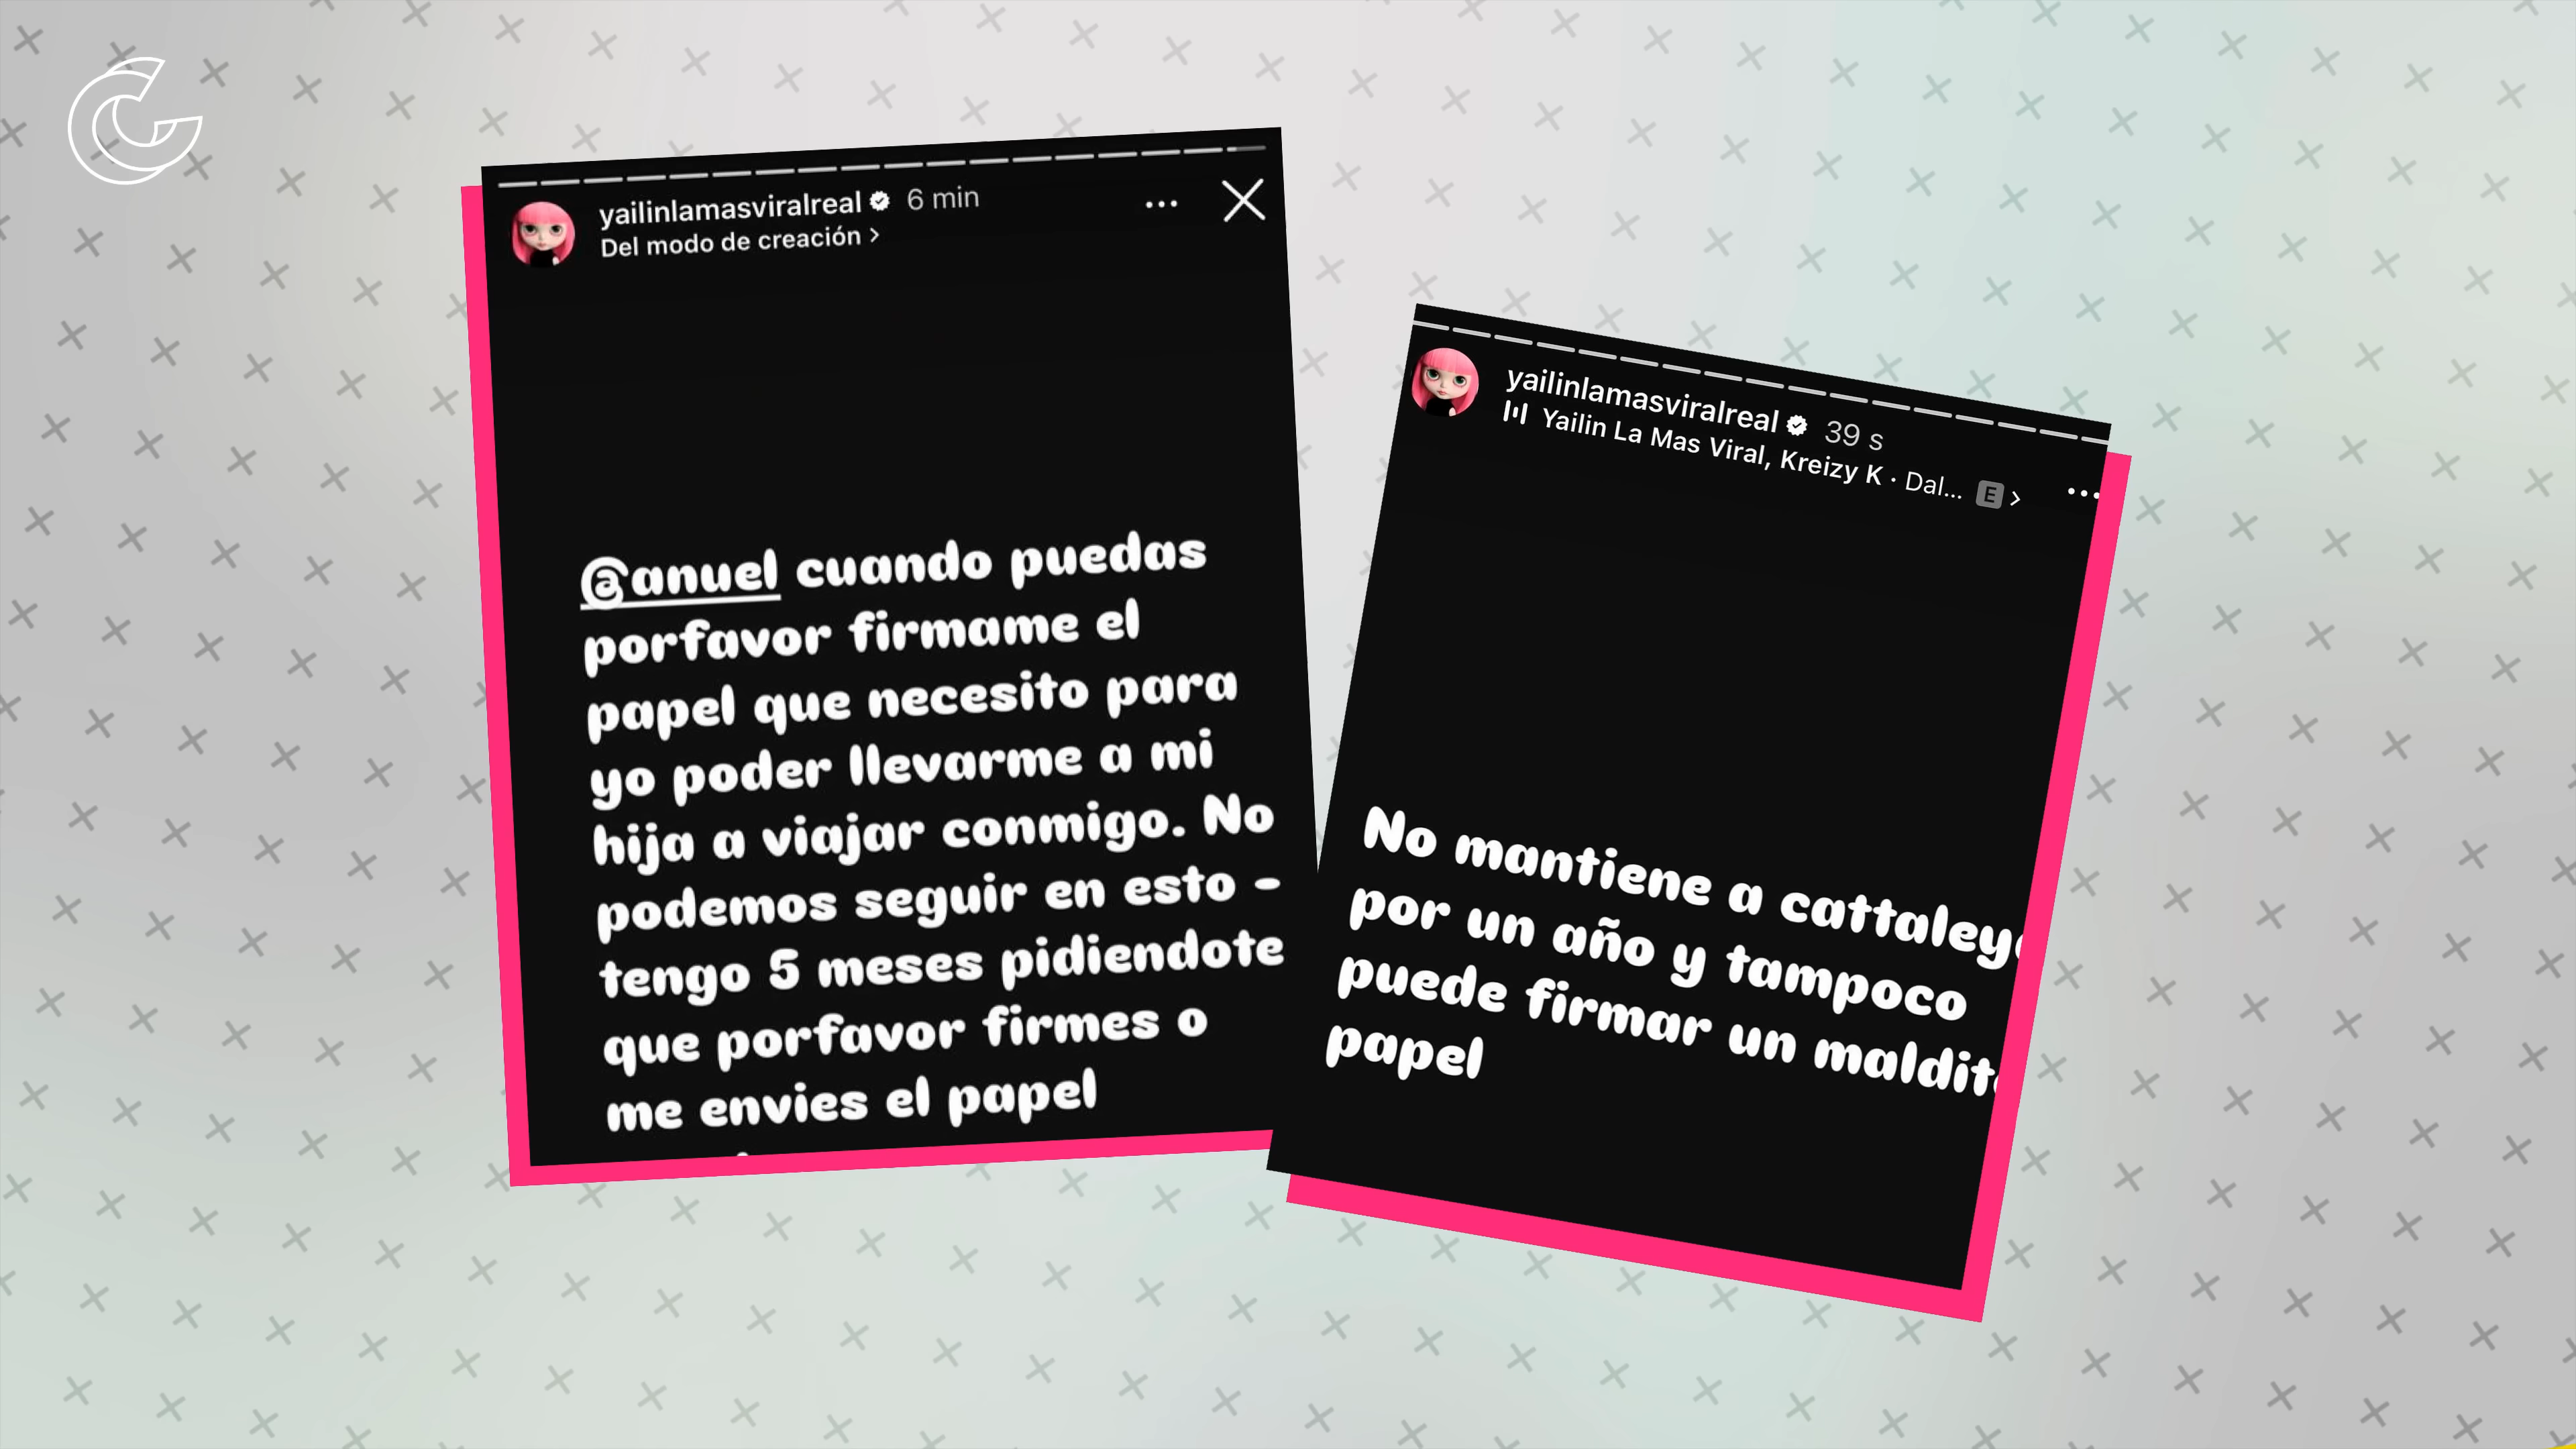 yailinlamasviralreal 6 min
Del modo de creación >
@anuel cuando puedas
porfavor firmame el
papel que necesito para
yo poder llevarme a mi
hija a viajar conmigo. No
podemos seguir en esto -
tengo 5 meses pidiendote
que porfavor firmes o
me envies el papel
yailinlamasviralreal 39 s
Yailin La Mas Viral, Kreizy K · Dal... E >
No mantiene a
por un año y tampoco
puede firmar un
papel